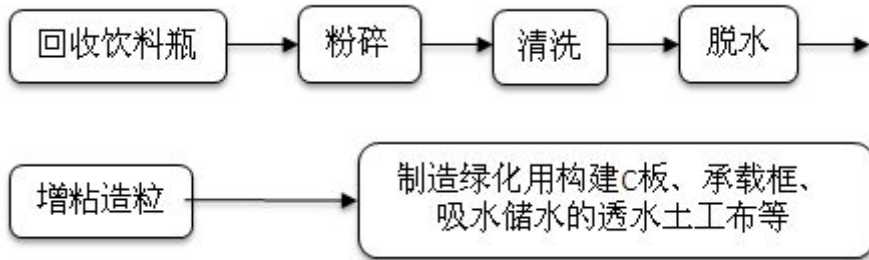 回收饮料瓶
粉碎
清洗
脱水
增粘造粒
制造绿化用构建C板、承载框、
吸水储水的透水土工布等